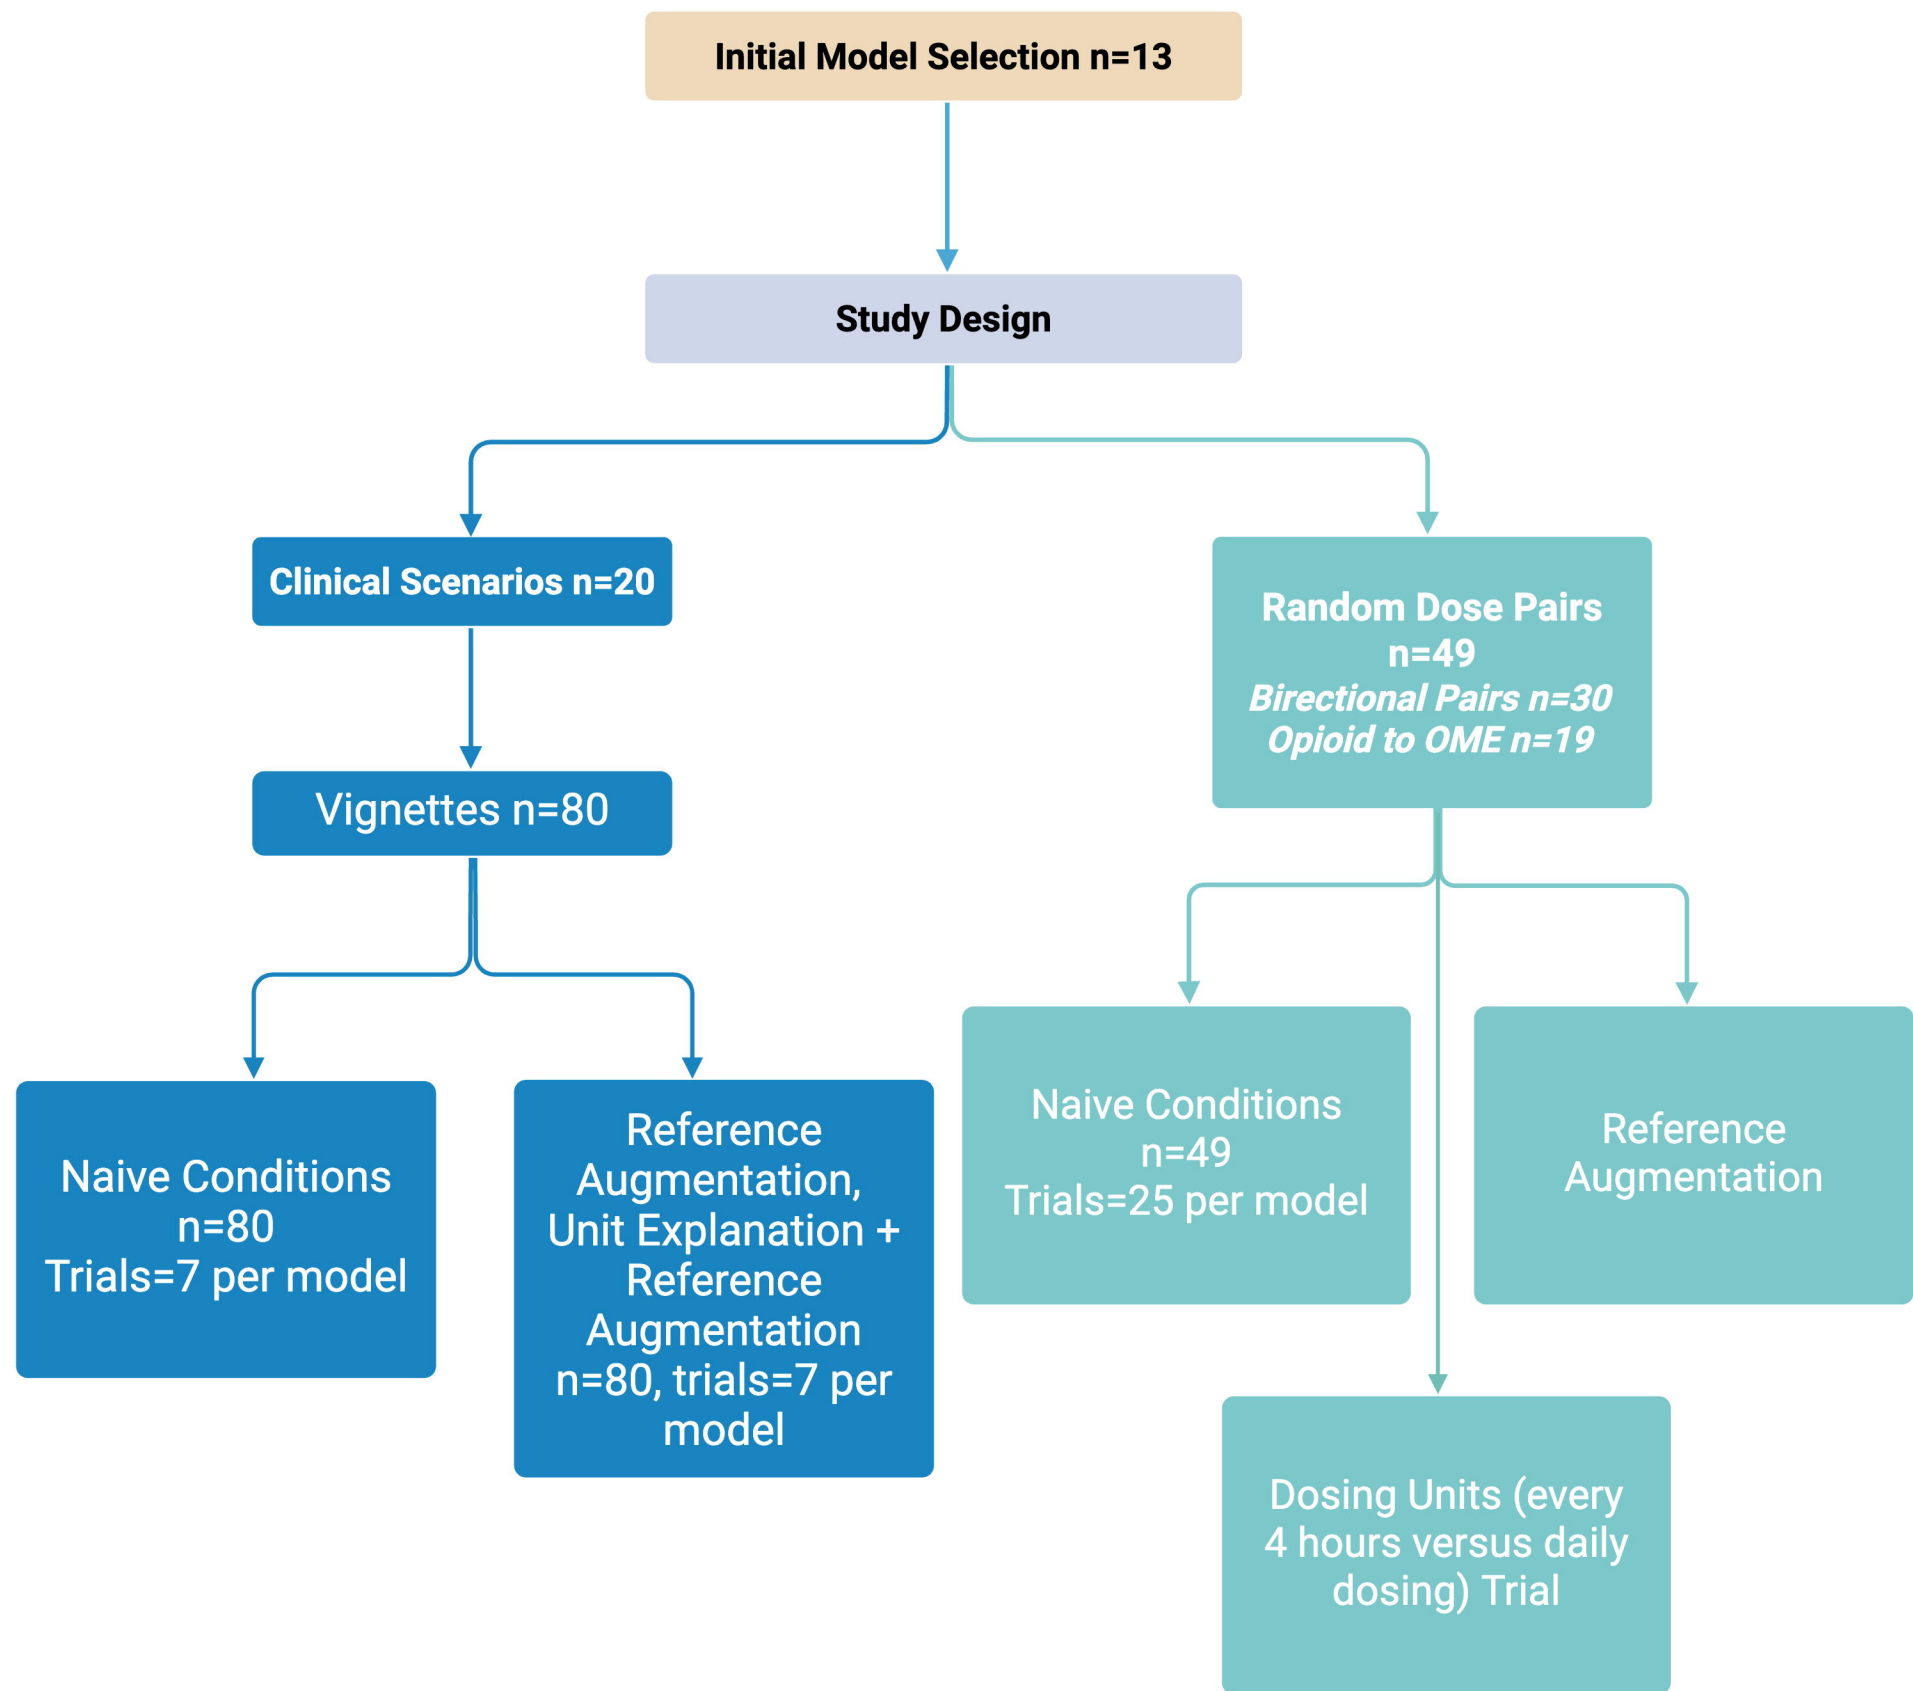 Initial Model Selection n=13
Study Design
Clinical Scenarios n=20
Vignettes n=80
Naive Conditions
n=80
Trials=7 per model
Reference
Augmentation,
Unit Explanation +
Reference
Augmentation
n=80, trials=7 per
model
Random Dose Pairs
n=49
Birectional Pairs n=30
Opioid to OME n=19
Naive Conditions
n=49
Trials=25 per model
Reference
Augmentation
Dosing Units (every
4 hours versus daily
dosing) Trial